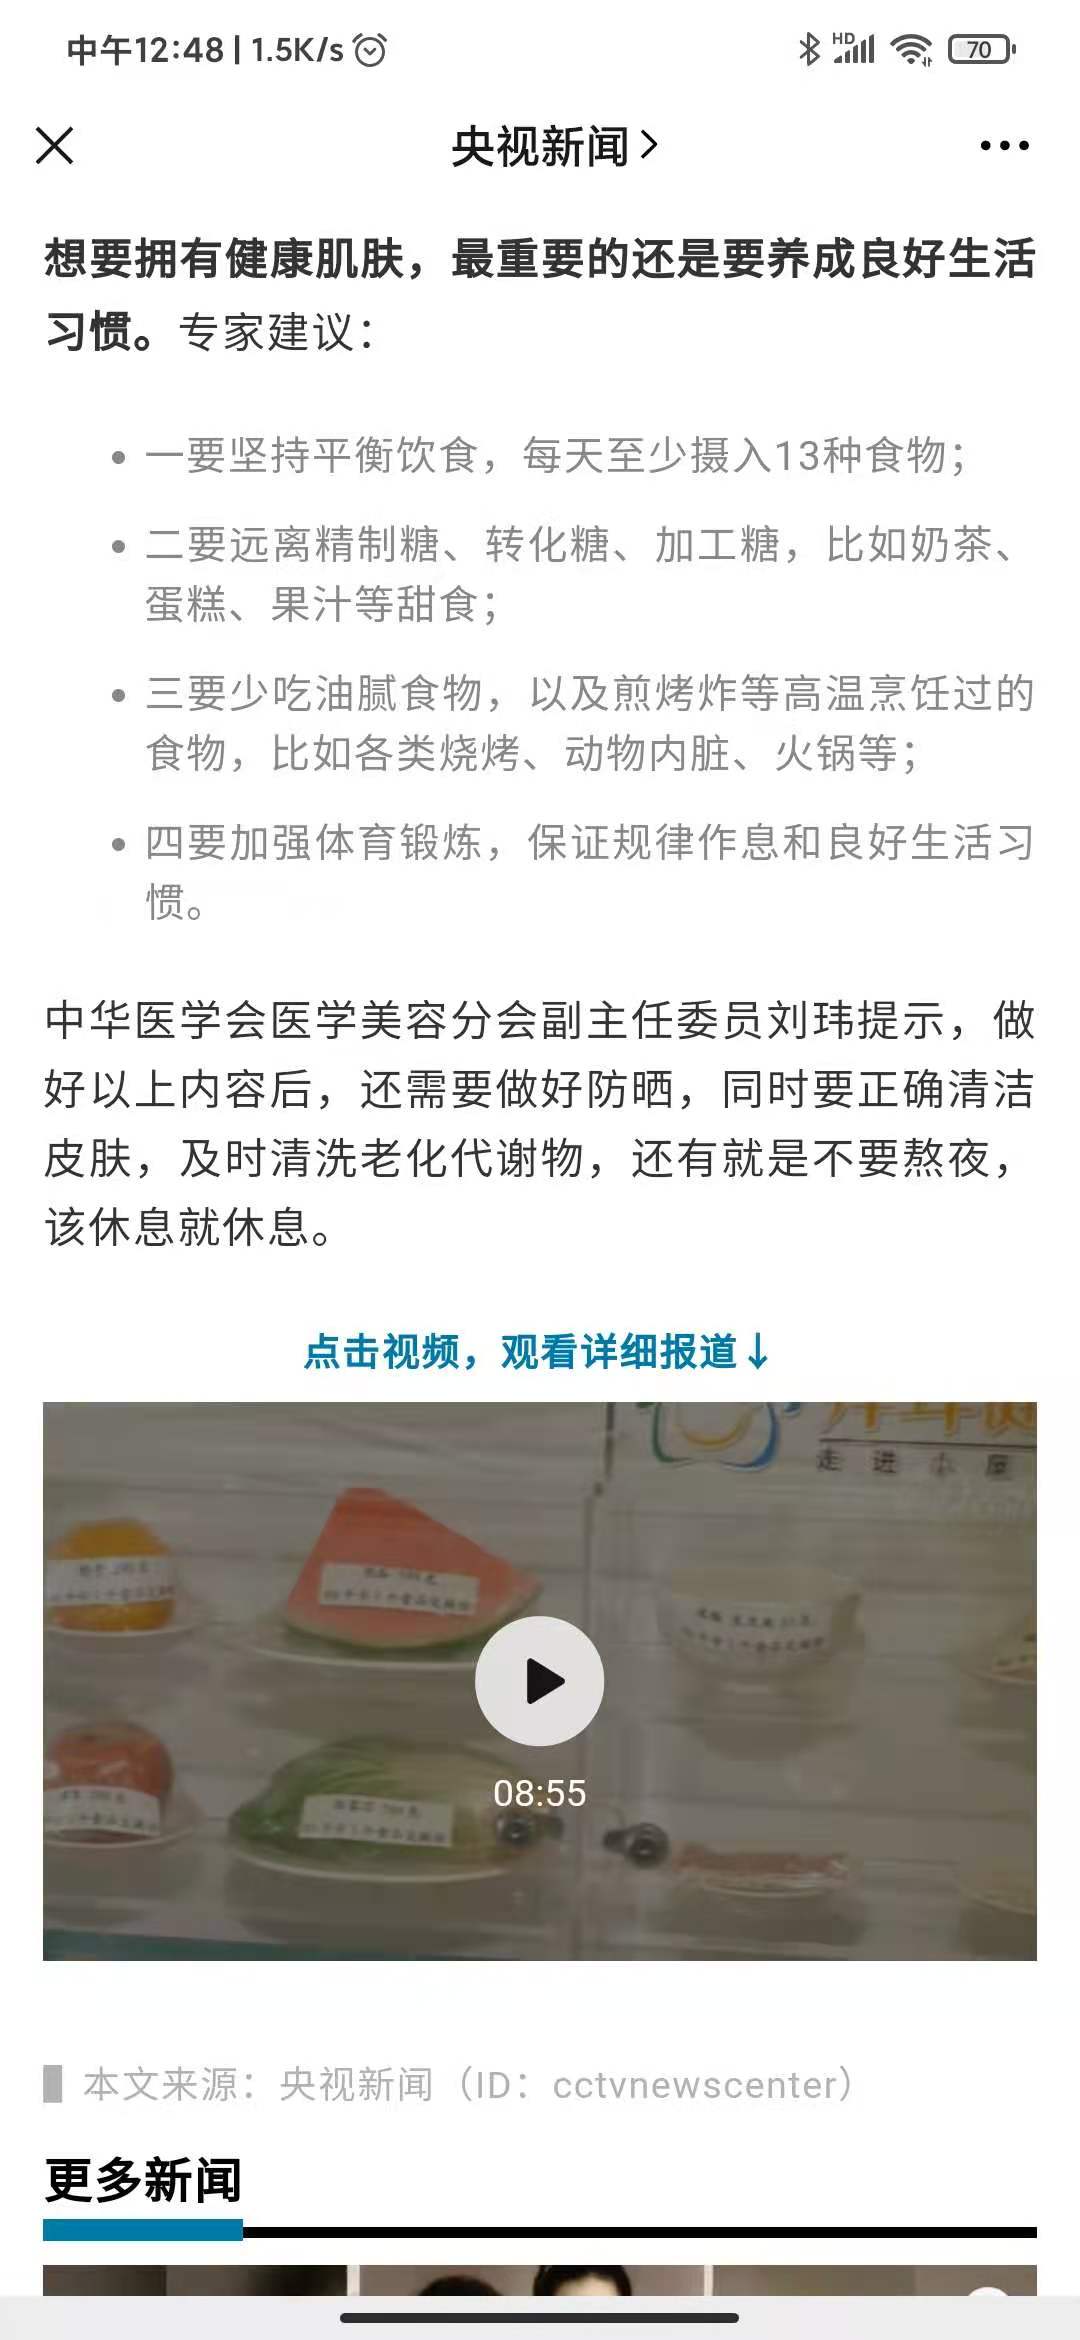 中午12:48 | 1.5K/s
HD
70
央视新闻
想要拥有健康肌肤，最重要的还是要养成良好生活
习惯。专家建议：
一要坚持平衡饮食，每天至少摄入13种食物；
二要远离精制糖、转化糖、加工糖，比如奶茶、
蛋糕、果汁等甜食；
三要少吃油腻食物，以及煎烤炸等高温烹饪过的
食物，比如各类烧烤、动物内脏、火锅等；
四要加强体育锻炼，保证规律作息和良好生活习
惯。
中华医学会医学美容分会副主任委员刘玮提示，做
好以上内容后，还需要做好防晒，同时要正确清洁
皮肤，及时清洗老化代谢物，还有就是不要熬夜，
该休息就休息。
点击视频，观看详细报道↓
走进小屋
08:55
本文来源：央视新闻（ID：cctvnewscenter）
更多新闻